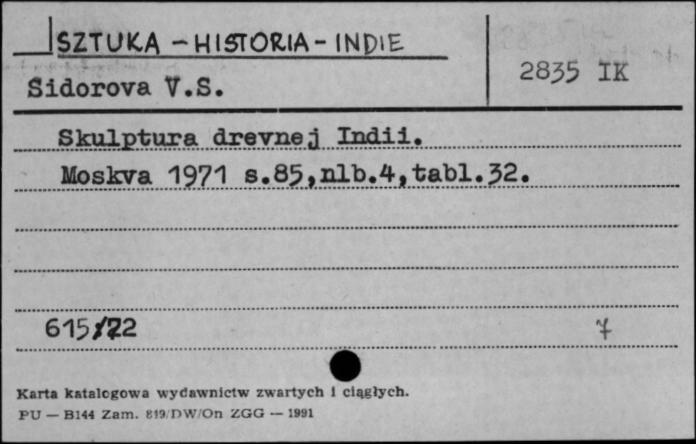 SZTUKA - HISTORIA - INDIE
2835 IK
Sidorova V.S.
Skulptura drevnej Indii.
Moskva 1971 s.85,nlb.4,tabl.32.
615/72
Karta katalogowa wydawnictw zwartych i ciągłych.
PU — B144 Zam. 819/DW/On ZGG — 1991